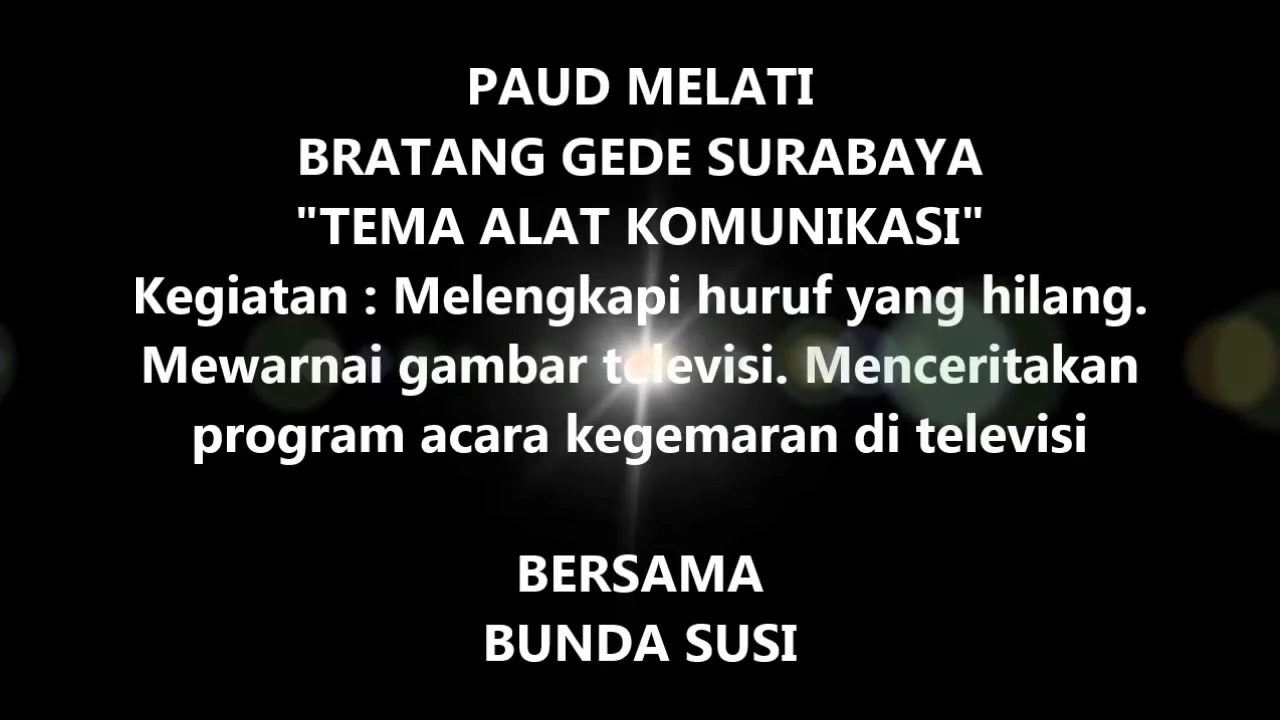 PAUD MELATI
BRATANG GEDE SURABAYA
"TEMA ALAT KOMUNIKASI"
Kegiatan : Melengkapi huruf yang hilang.
Mewarnai gambar televisi. Menceritakan
program acara kegemaran di televisi
BERSAMA
BUNDA SUSI